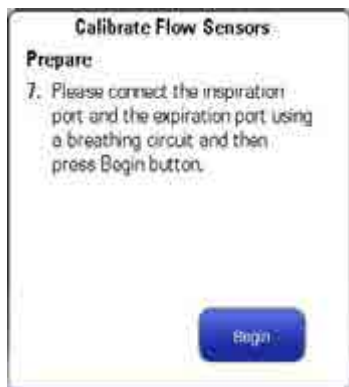 Calibrate Flow Sensors
Prepare
7. Please connect the inspiration
port and the expiration port using
a breathing circuit and then
press Begin button.
Begin